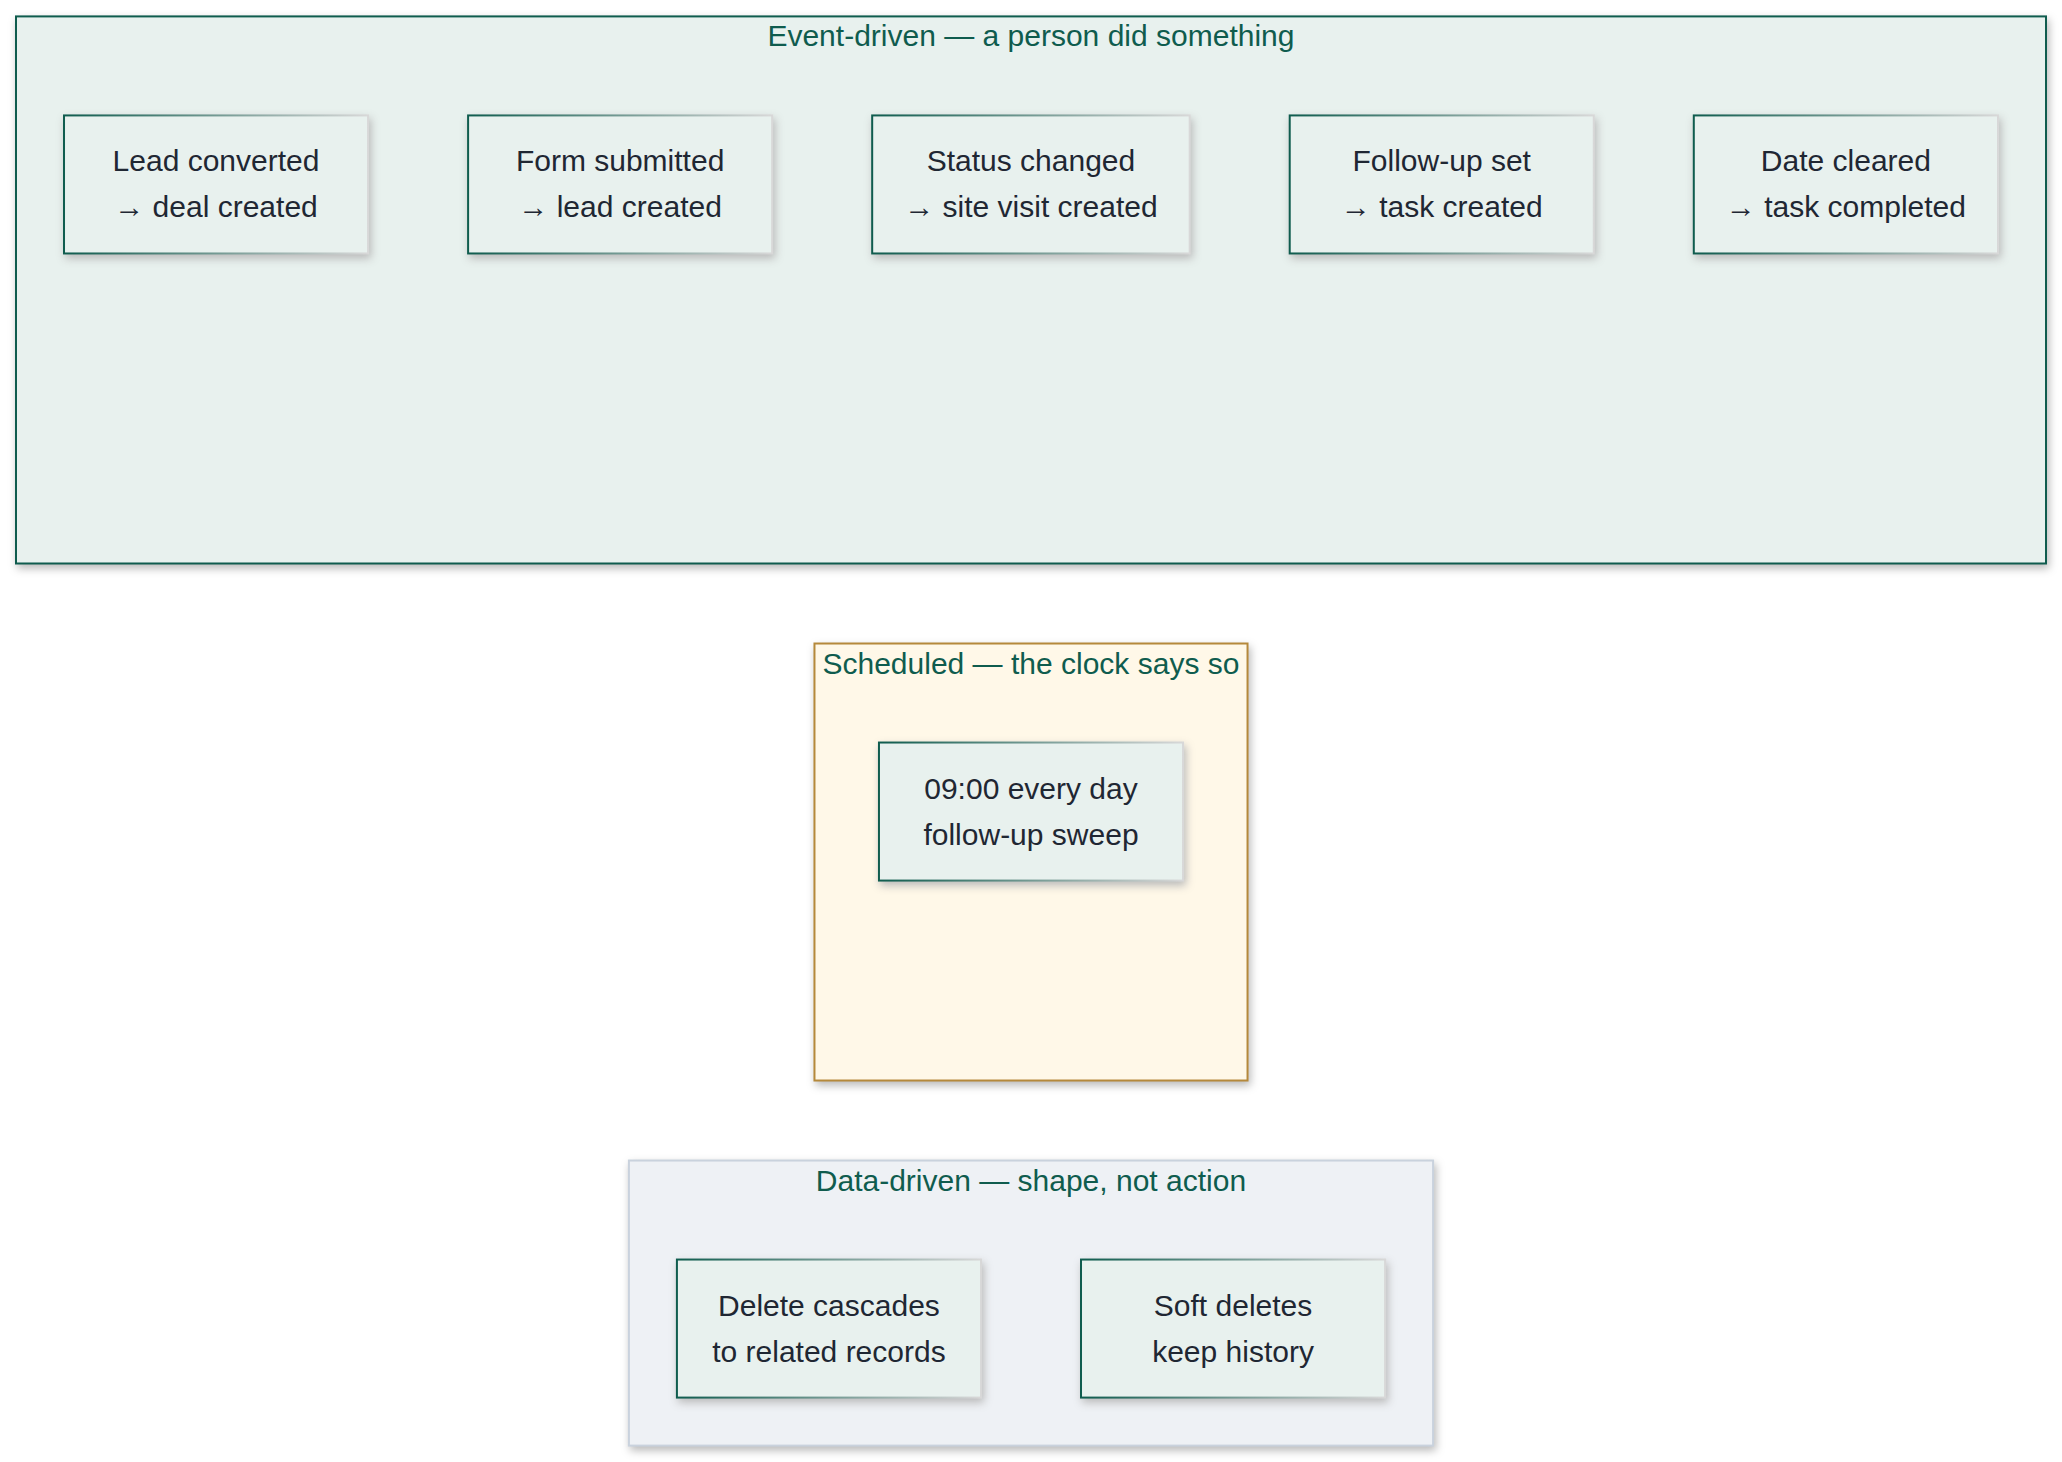 Event-driven — a person did something
Lead converted
→ deal created
Form submitted
→ lead created
Status changed
→ site visit created
Follow-up set
→ task created
Date cleared
→ task completed
Scheduled — the clock says so
09:00 every day
follow-up sweep
Data-driven — shape, not action
Delete cascades
to related records
Soft deletes
keep history